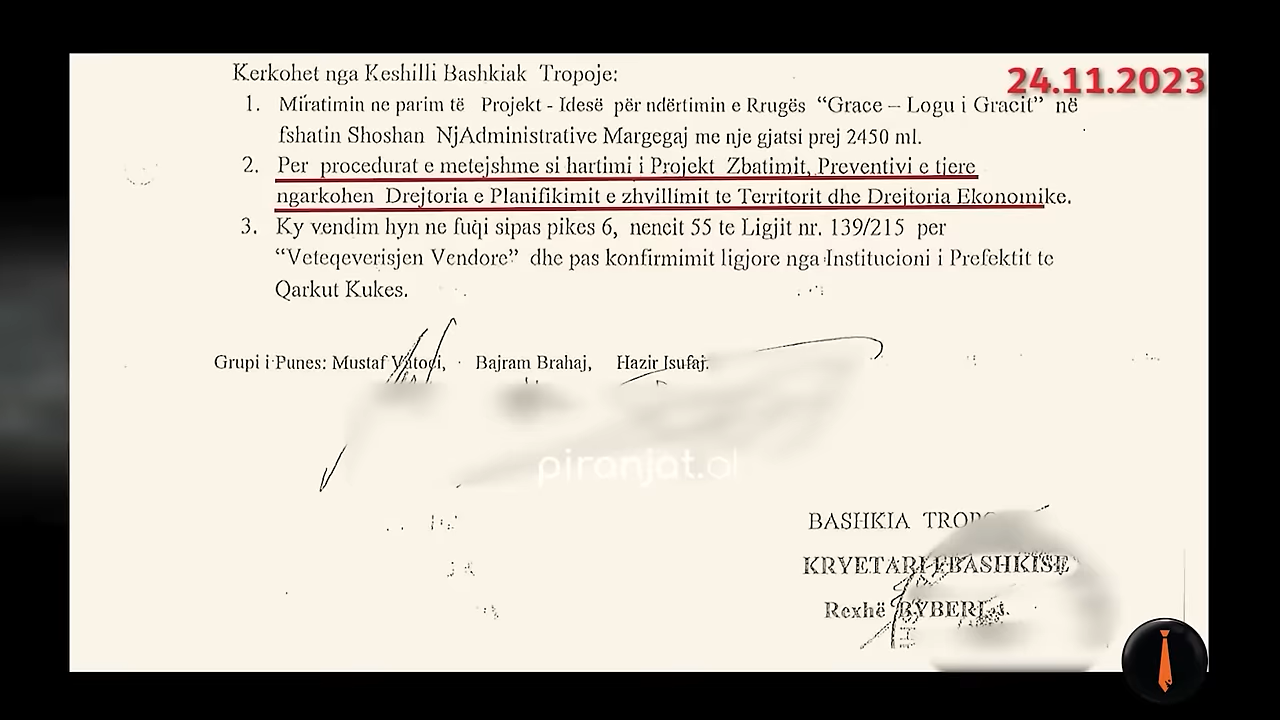 24.11.2023
Kerkohet nga Keshilli Bashkiak Tropoje:
1. Miratimin ne parim të Projekt - Idesë për ndërtimin e Rrugës “Grace – Logu i Gracit” në
fshatin Shoshan NjAdministrative Margegaj me nje gjatsi prej 2450 ml.
2. Per procedurat e metejshme si hartimi i Projekt Zbatimit, Preventivi e tjere
ngarkohen Drejtoria e Planifikimit e zhvillimit te Territorit dhe Drejtoria Ekonomike.
3. Ky vendim hyn ne fuqi sipas pikes 6, neneit 55 te Ligjit nr. 139/215 per
“Veteqeverisjen Vendore” dhe pas konfirmimit ligjore nga Institucioni i Prefektit te
Qarkut Kukes.
Grupi i Punes: Mustaf Bajram Brahaj, Hazir Isufaj.
piranjat.al
BASHKIA
KRYETARI I BASHKISE
Rexhë BYBERI